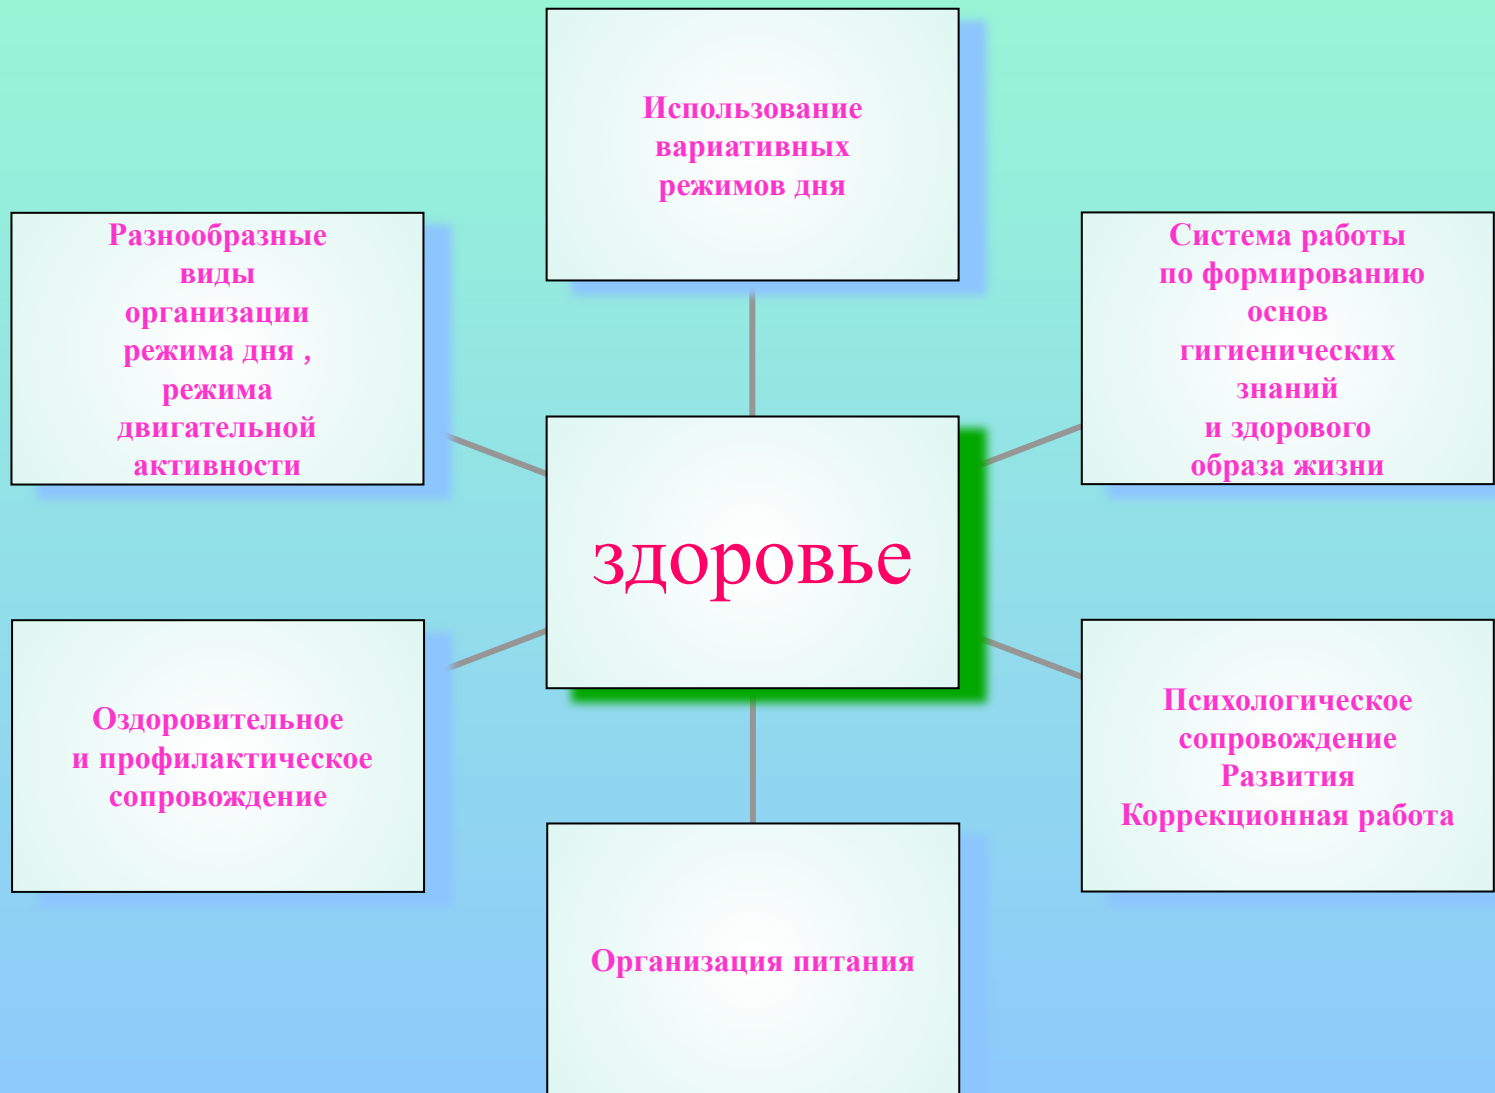 Использование
вариативных
режимов дня
Разнообразные
виды
организации
режима дня ,
режима
двигательной
активности
Система работы
по формированию
основ
гигиенических
знаний
и здорового
образа жизни
здоровье
Оздоровительное
и профилактическое
сопровождение
Психологическое
сопровождение
Развития
Коррекционная работа
Организация питания